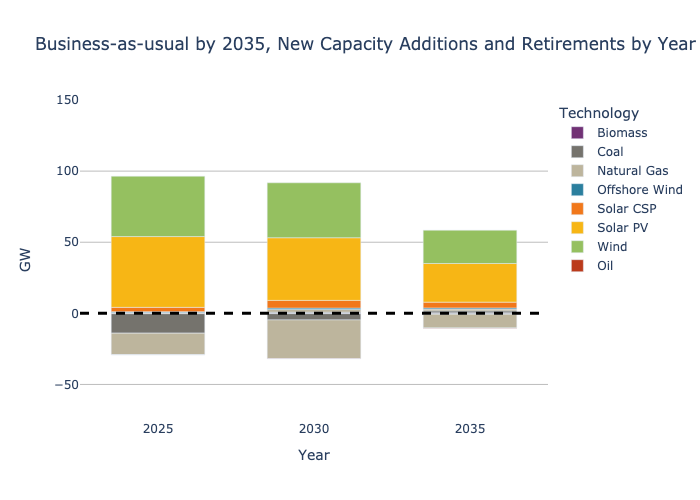 Business-as-usual by 2035, New Capacity Additions and Retirements by Year
150
100
50
0
−50
GW
2025
2030
2035
Year
Technology
Biomass
Coal
Natural Gas
Offshore Wind
Solar CSP
Solar PV
Wind
Oil